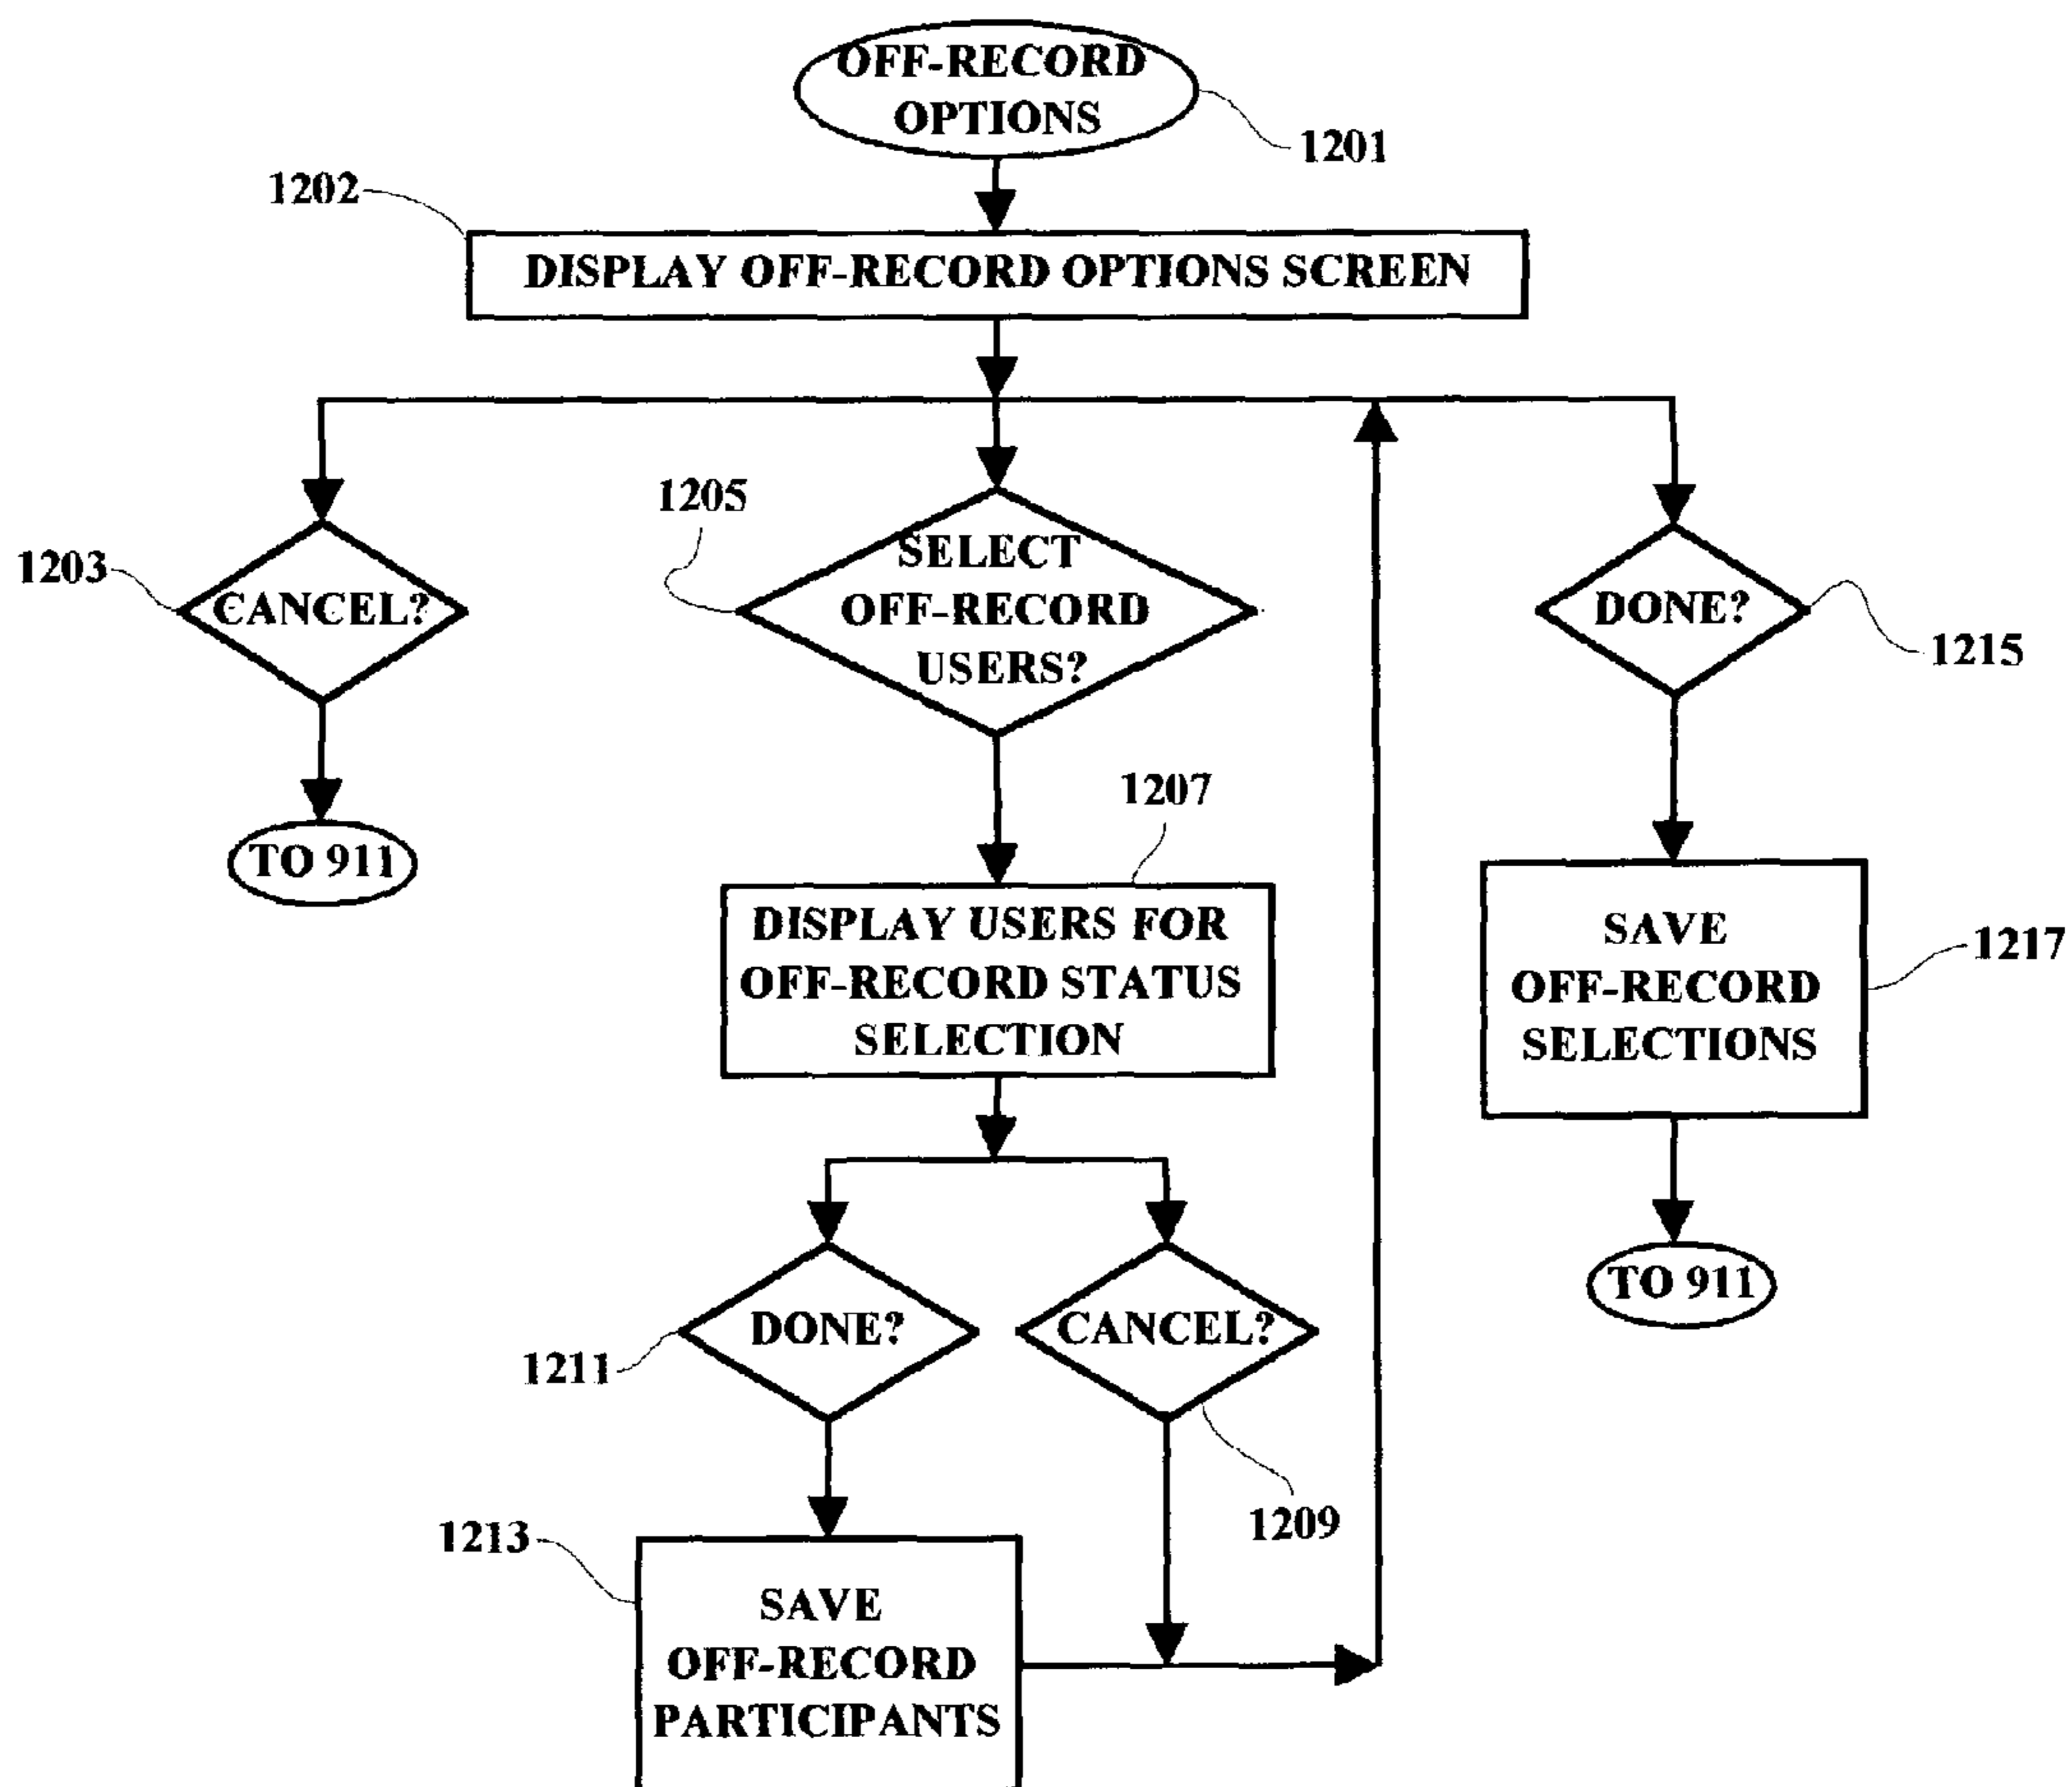 OFF-RECORD
OPTIONS
1201
1202
DISPLAY OFF-RECORD OPTIONS SCREEN
1203
CANCEL?
TO 911
1205
SELECT
OFF-RECORD
USERS?
1207
DISPLAY USERS FOR
OFF-RECORD STATUS
SELECTION
1211
DONE?
CANCEL?
1209
1213
SAVE
OFF-RECORD
PARTICIPANTS
DONE?
1215
SAVE
OFF-RECORD
SELECTIONS
1217
TO 911